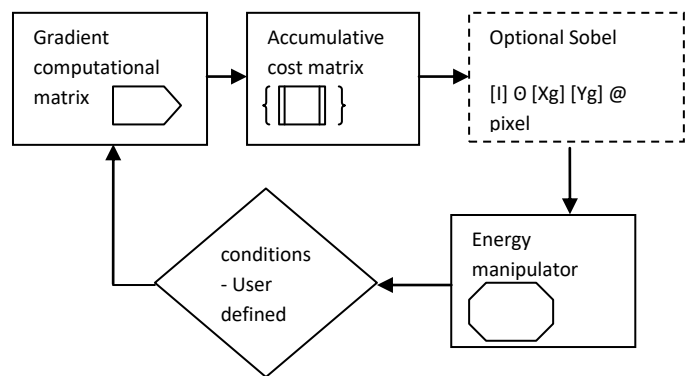 Gradient
computational
matrix
Accumulative
cost matrix
{ }
Optional Sobel
[I] ʘ [Xg] [Yg] @
pixel
Energy
manipulator
conditions
- User
defined